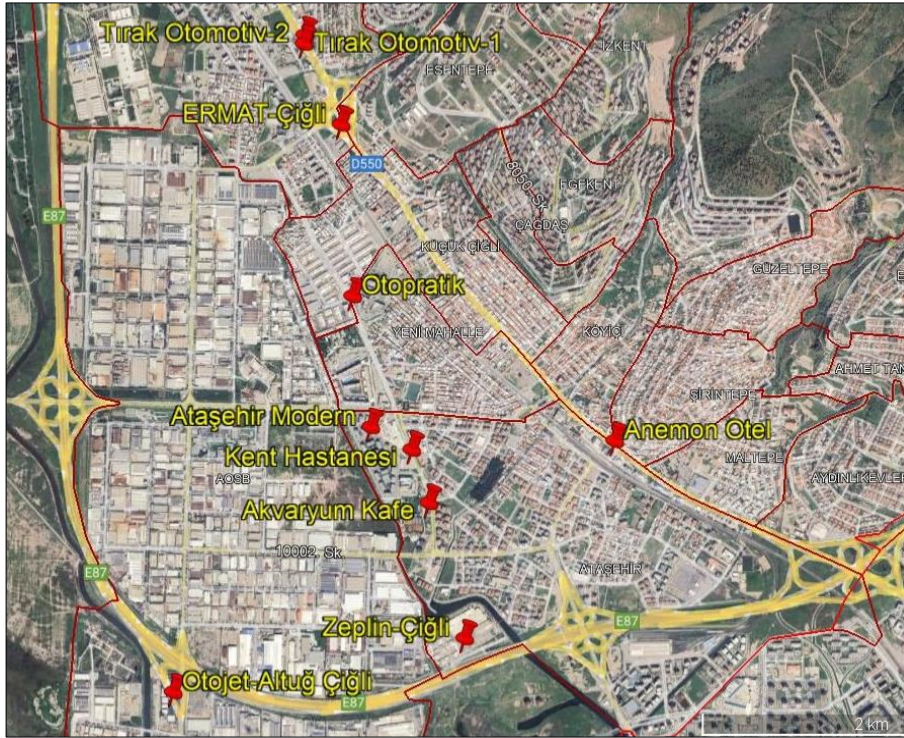 Tırak Otomotiv-2
Tırak Otomotiv-1
İZKENT
ESENTEPE
ERMAT-Çiğli
D550
8050. Sk.
EGEKENT
E87
ÇAĞDAŞ
KÜÇÜK ÇİĞLİ
GÜZELTEPE
Otopratik
YENİ MAHALLE
KÖYİÇİ
AHMET TAN
ŞİRİNTEPE
Ataşehir Modern
Anemon Otel
Kent Hastanesi
MALTEPE
AOSB
AYDINLIKEVLER
Akvaryum Kafe
10002. Sk.
ATAŞEHİR
E87
Zeplin-Çiğli
E87
Otojet-Altuğ Çiğli
E87
2 km